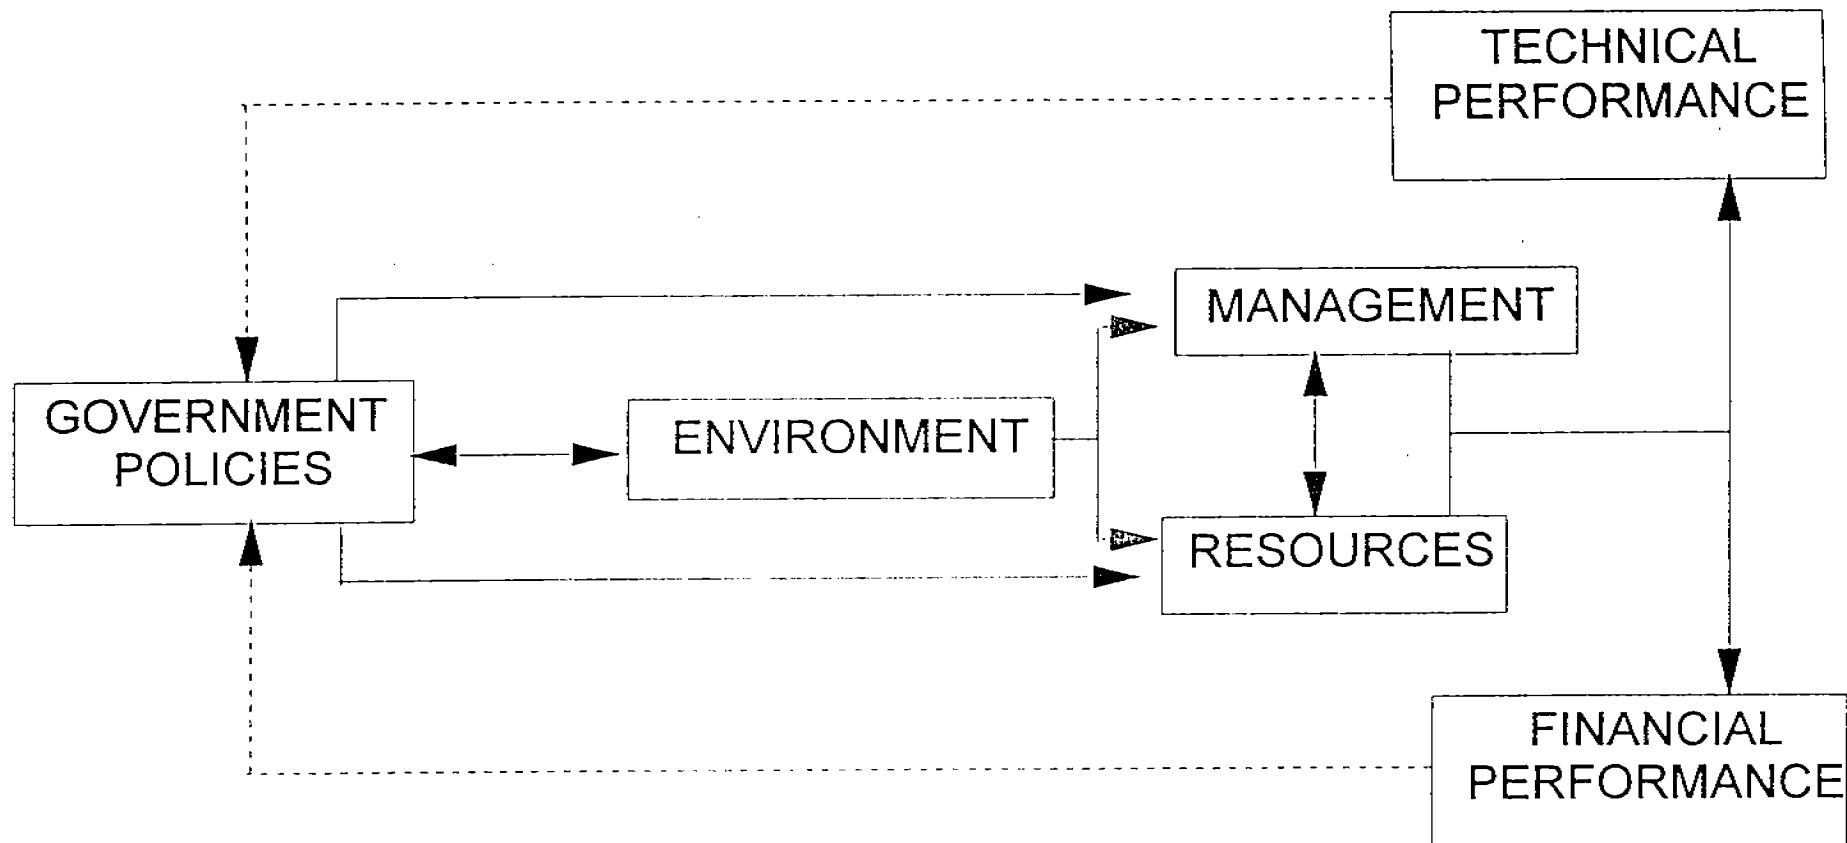 TECHNICAL
PERFORMANCE
MANAGEMENT
GOVERNMENT
POLICIES
ENVIRONMENT
RESOURCES
FINANCIAL
PERFORMANCE